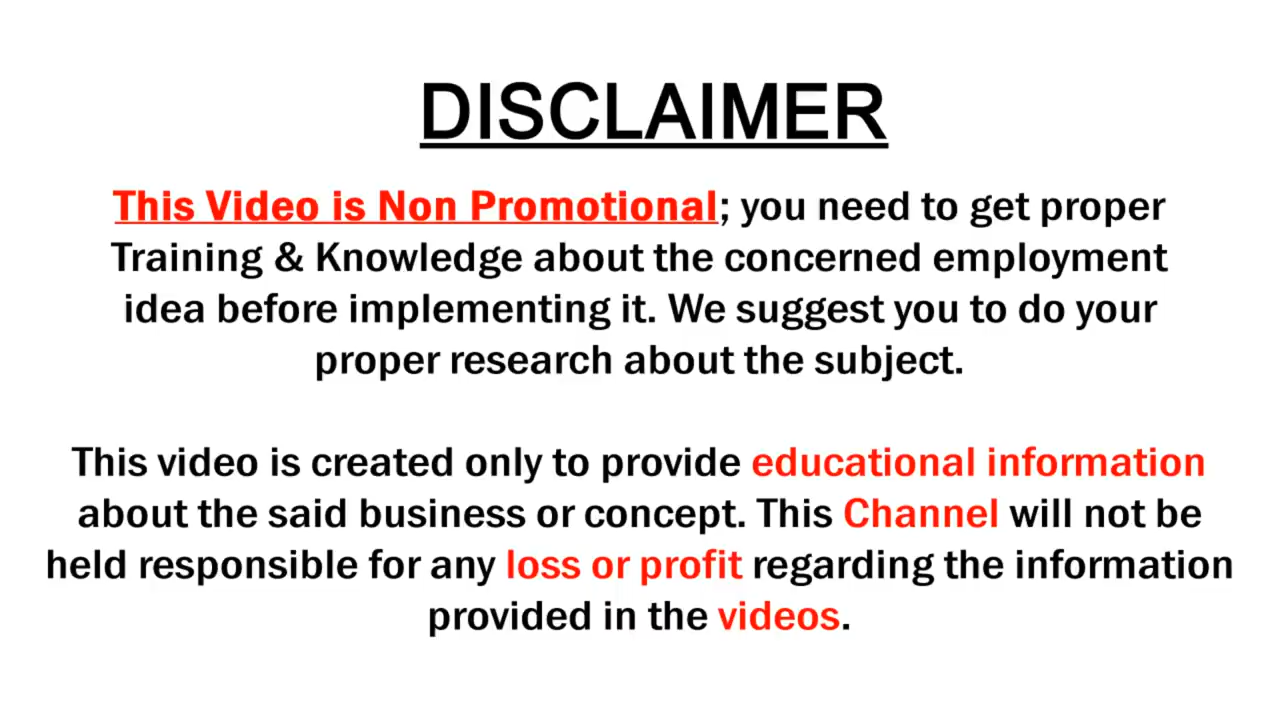 DISCLAIMER
This Video is Non Promotional; you need to get proper
Training & Knowledge about the concerned employment
idea before implementing it. We suggest you to do your
proper research about the subject.
This video is created only to provide educational information
about the said business or concept. This Channel will not be
held responsible for any loss or profit regarding the information
provided in the videos.